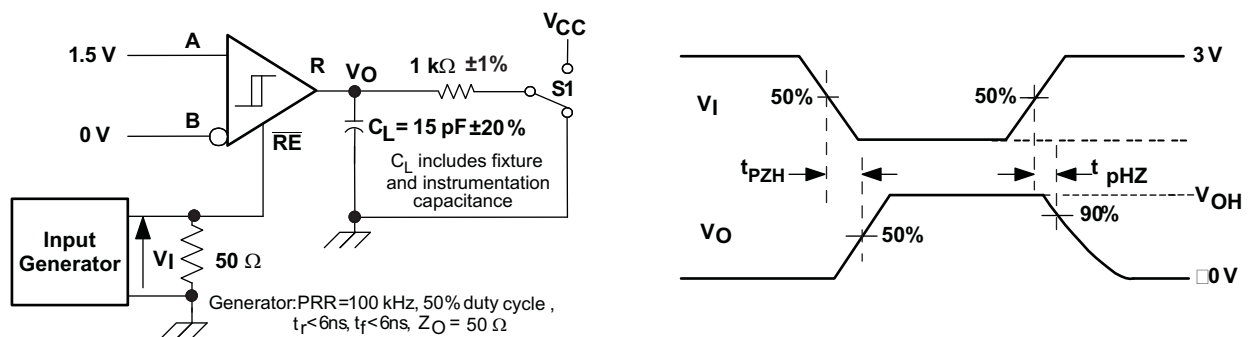 V_CC
1.5 V
A
R
V_O
1 kΩ ±1%
S1
0 V
B
R̅E̅
C_L = 15 pF ±20%
C_L includes fixture
and instrumentation
capacitance
Input
Generator
V_I
50 Ω
Generator:PRR=100 kHz, 50% duty cycle ,
t_r<6ns, t_f<6ns, Z_O = 50 Ω
3 V
V_I
50%
50%
t_PZH
t_pHZ
V_OH
V_O
50%
90%
□0 V